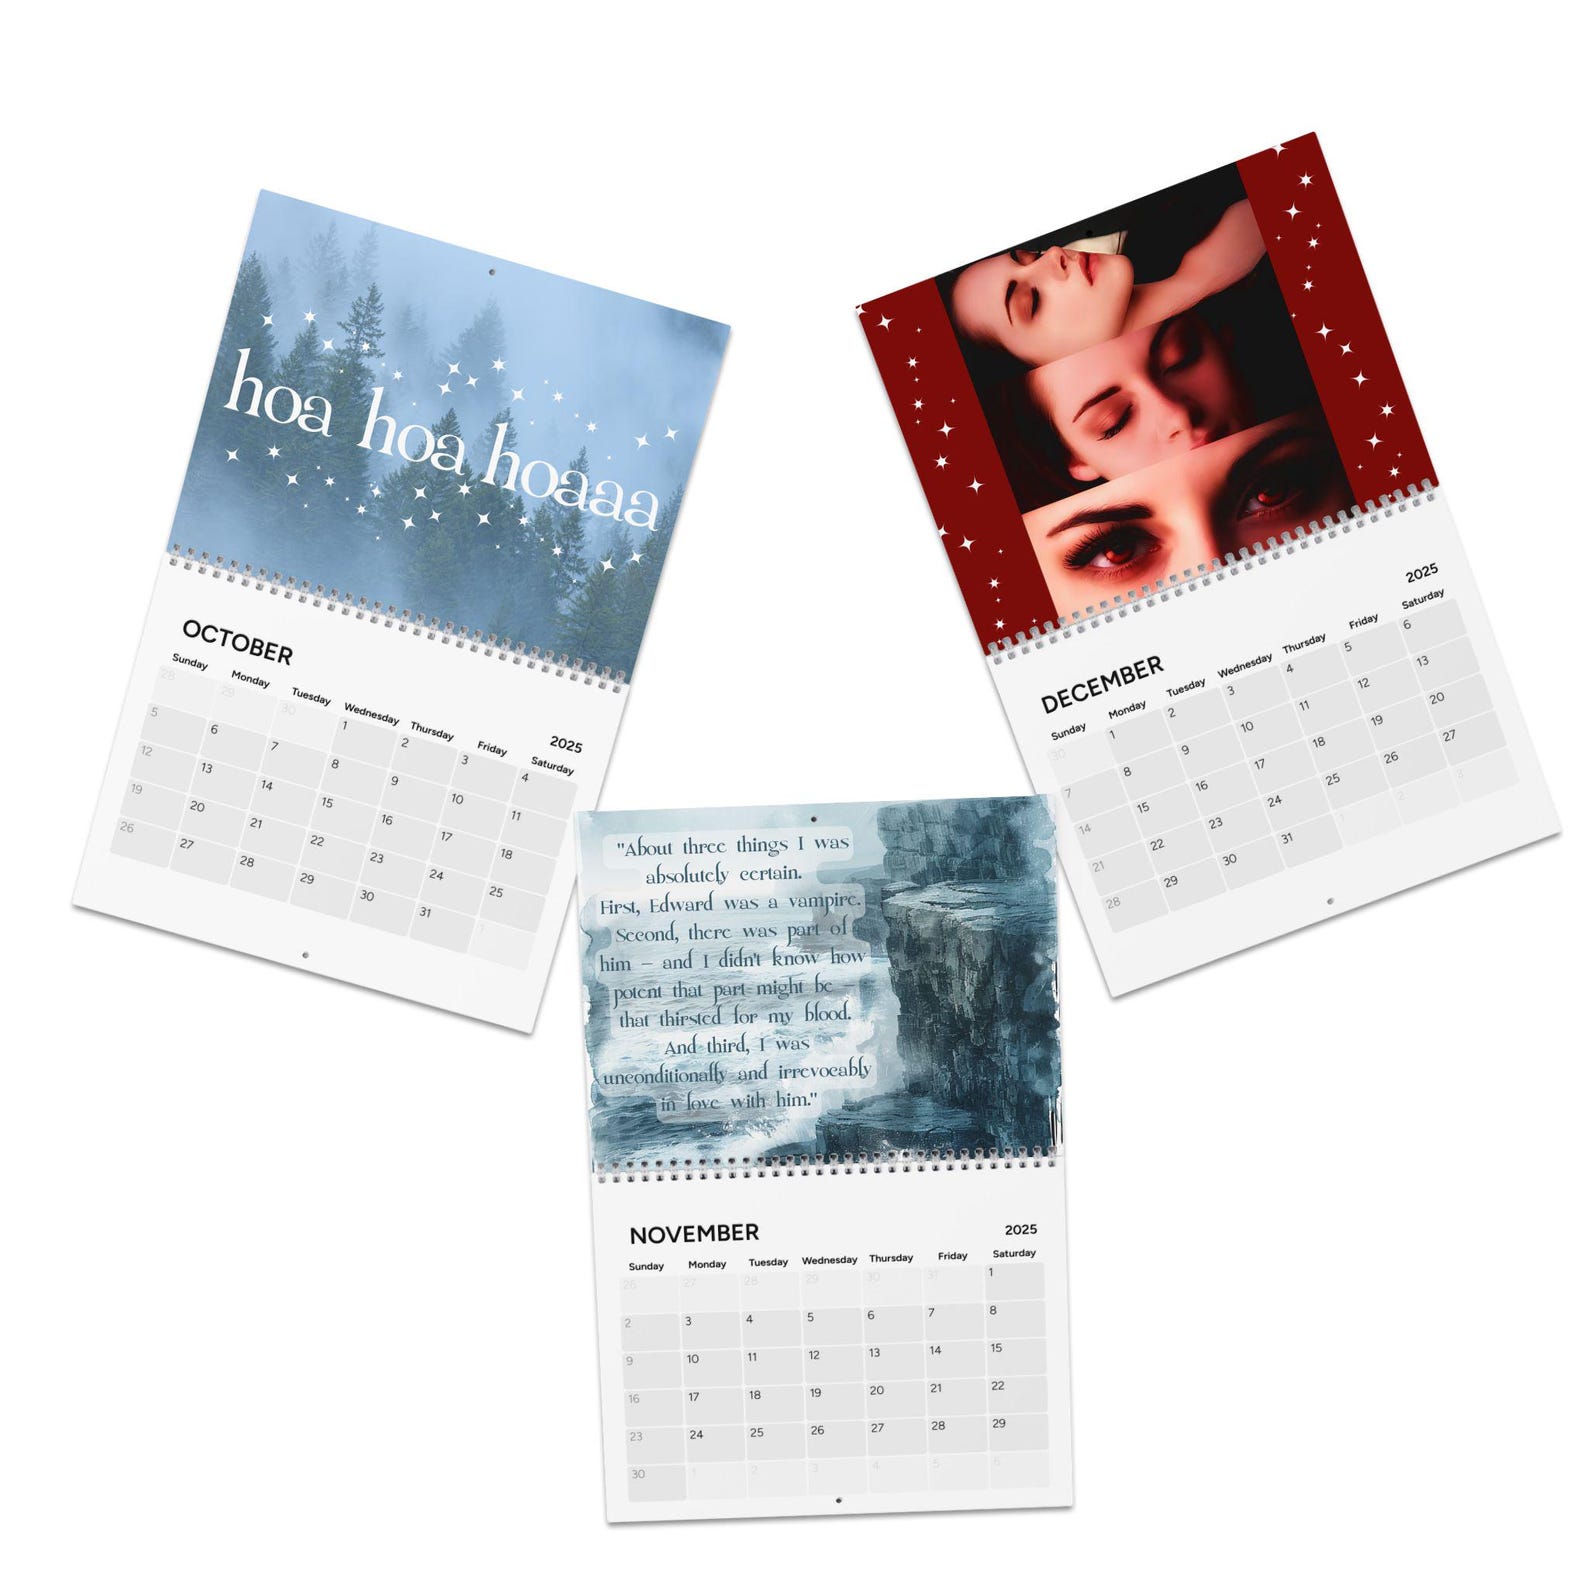 hoa hoa hoaaa
OCTOBER
2025
Sunday Monday Tuesday Wednesday Thursday Friday Saturday
28 29 30 1 2 3 4
5 6 7 8 9 10 11
12 13 14 15 16 17 18
19 20 21 22 23 24 25
26 27 28 29 30 31 1
DECEMBER
2025
Sunday Monday Tuesday Wednesday Thursday Friday Saturday
30 1 2 3 4 5 6
7 8 9 10 11 12 13
14 15 16 17 18 19 20
21 22 23 24 25 26 27
28 29 30 31 1 2 3
"About three things I was
absolutely certain.
First, Edward was a vampire.
Second, there was part of
him – and I didn't know how
potent that part might be –
that thirsted for my blood.
And third, I was
unconditionally and irrevocably
in love with him."
NOVEMBER
2025
Sunday Monday Tuesday Wednesday Thursday Friday Saturday
26 27 28 29 30 31 1
2 3 4 5 6 7 8
9 10 11 12 13 14 15
16 17 18 19 20 21 22
23 24 25 26 27 28 29
30 1 2 3 4 5 6